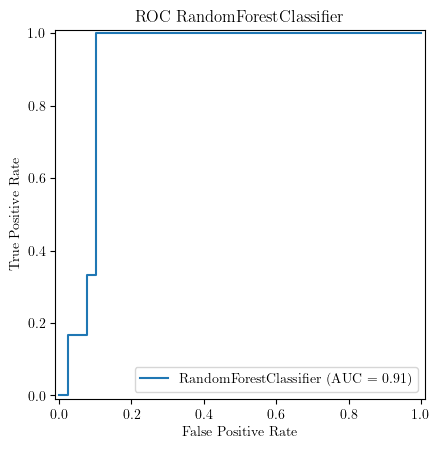 ROC RandomForestClassifier
True Positive Rate
1.0
0.8
0.6
0.4
0.2
0.0
RandomForestClassifier (AUC = 0.91)
0.0 0.2 0.4 0.6 0.8 1.0
False Positive Rate